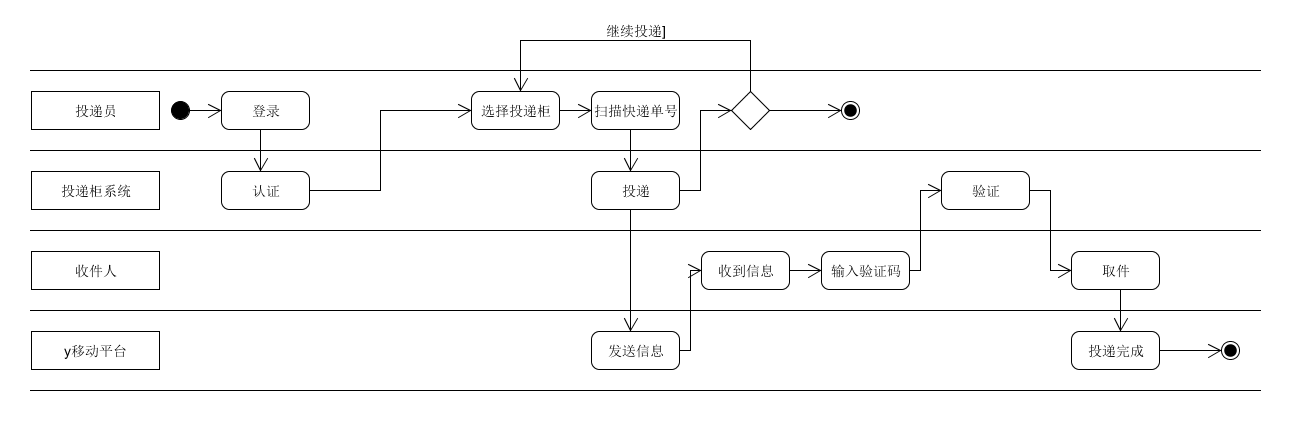 继续投递]
投递员
登录
选择投递柜
扫描快递单号
投递柜系统
认证
投递
验证
收件人
收到信息
输入验证码
取件
y移动平台
发送信息
投递完成